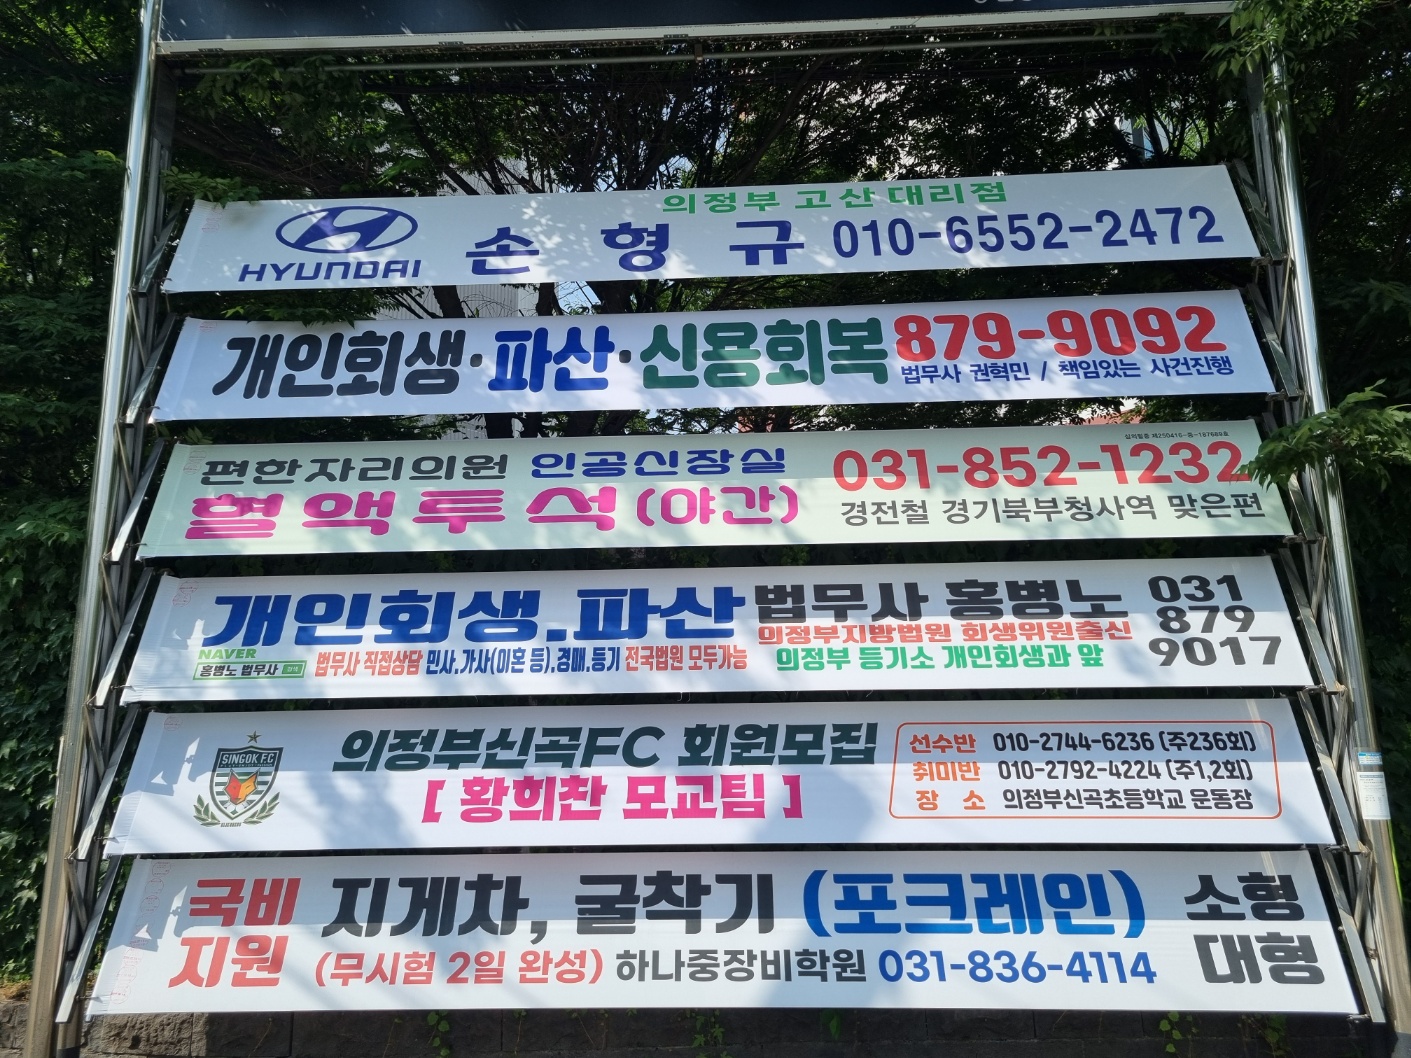 의정부 고산대리점
HYUNDAI 손형규 010-6552-2472
개인회생·파산·신용회복 879-9092
법무사 권혁민 / 책임있는 사건진행
편한자리의원 인공신장실 031-852-1232
혈액투석(야간) 경전철 경기북부청사역 맞은편
개인회생.파산 법무사 홍병노 031
의정부지방법원 회생위원출신 879
NAVER
홍병노 법무사 법무사 직접상담 민사.가사(이혼 등).경매.등기 전국법원 모두가능 의정부 등기소 개인회생과 앞 9017
SINGOK F.C
의정부신곡FC 회원모집
[ 황희찬 모교팀 ]
선수반 010-2744-6236 (주236회)
취미반 010-2792-4224 (주1,2회)
장 소 의정부신곡초등학교 운동장
국비 지게차, 굴착기 (포크레인) 소형
지원 (무시험 2일 완성) 하나중장비학원 031-836-4114 대형